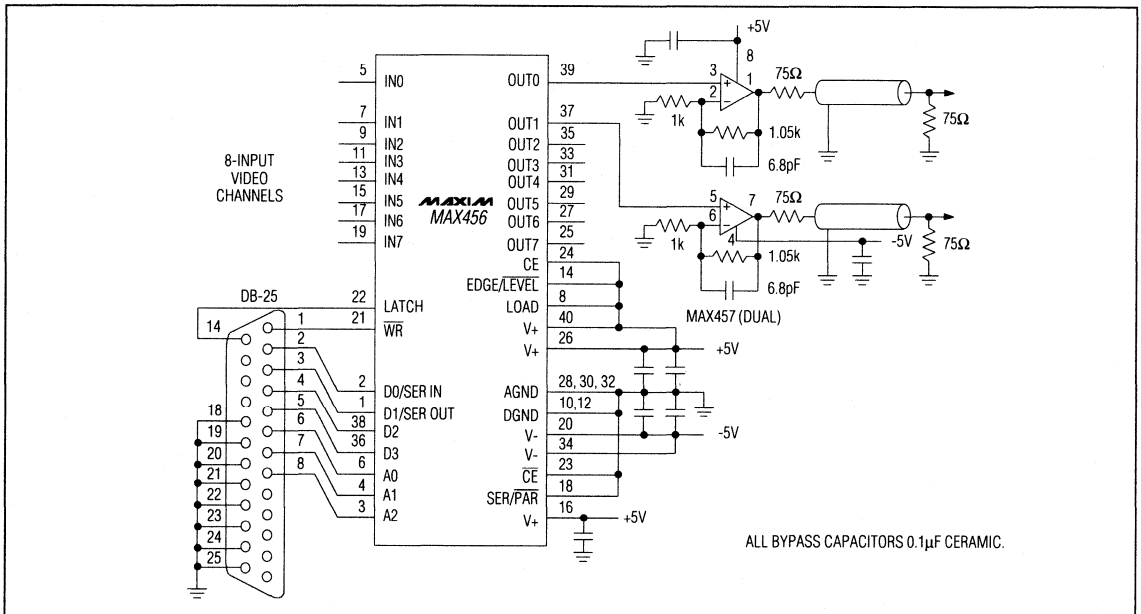 +5V
8
5
IN0
OUT0
39
3
+
2
-
1
75Ω
75Ω
1k
1.05k
6.8pF
7
IN1
9
IN2
11
IN3
13
IN4
15
IN5
17
IN6
19
IN7
8-INPUT
VIDEO
CHANNELS
MAXIM
MAX456
OUT1
37
OUT2
35
OUT3
33
OUT4
31
OUT5
29
OUT6
27
OUT7
25
CE
24
EDGE/LEVEL
14
LOAD
8
V+
40
V+
26
+5V
5
+
6
-
7
4
75Ω
-5V
75Ω
1k
1.05k
6.8pF
MAX457 (DUAL)
DB-25
22
LATCH
21
WR
14
1
2
3
4
5
6
7
8
18
19
20
21
22
23
24
25
2
D0/SER IN
1
D1/SER OUT
38
D2
36
D3
6
A0
4
A1
3
A2
AGND
28, 30, 32
DGND
10,12
V-
20
-5V
V-
34
CE
23
SER/PAR
18
V+
16
+5V
ALL BYPASS CAPACITORS 0.1µF CERAMIC.